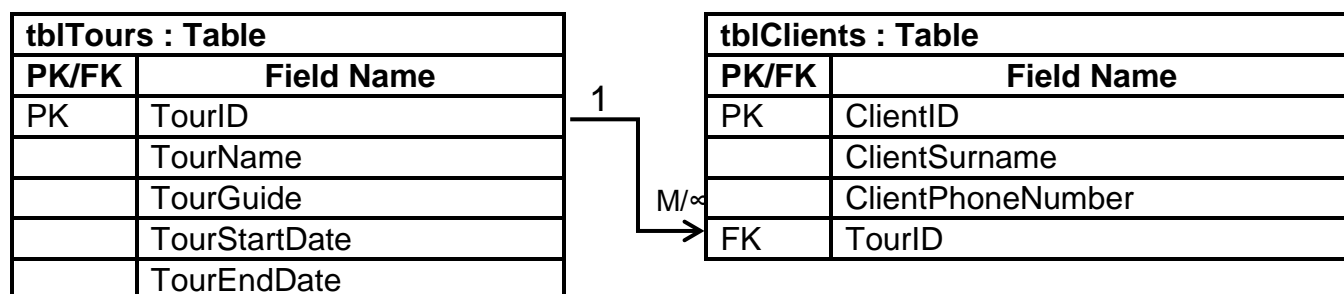 tblTours : Table
PK/FK Field Name
PK TourID
TourName
TourGuide
TourStartDate
TourEndDate
1
M/∞
tblClients : Table
PK/FK Field Name
PK ClientID
ClientSurname
ClientPhoneNumber
FK TourID